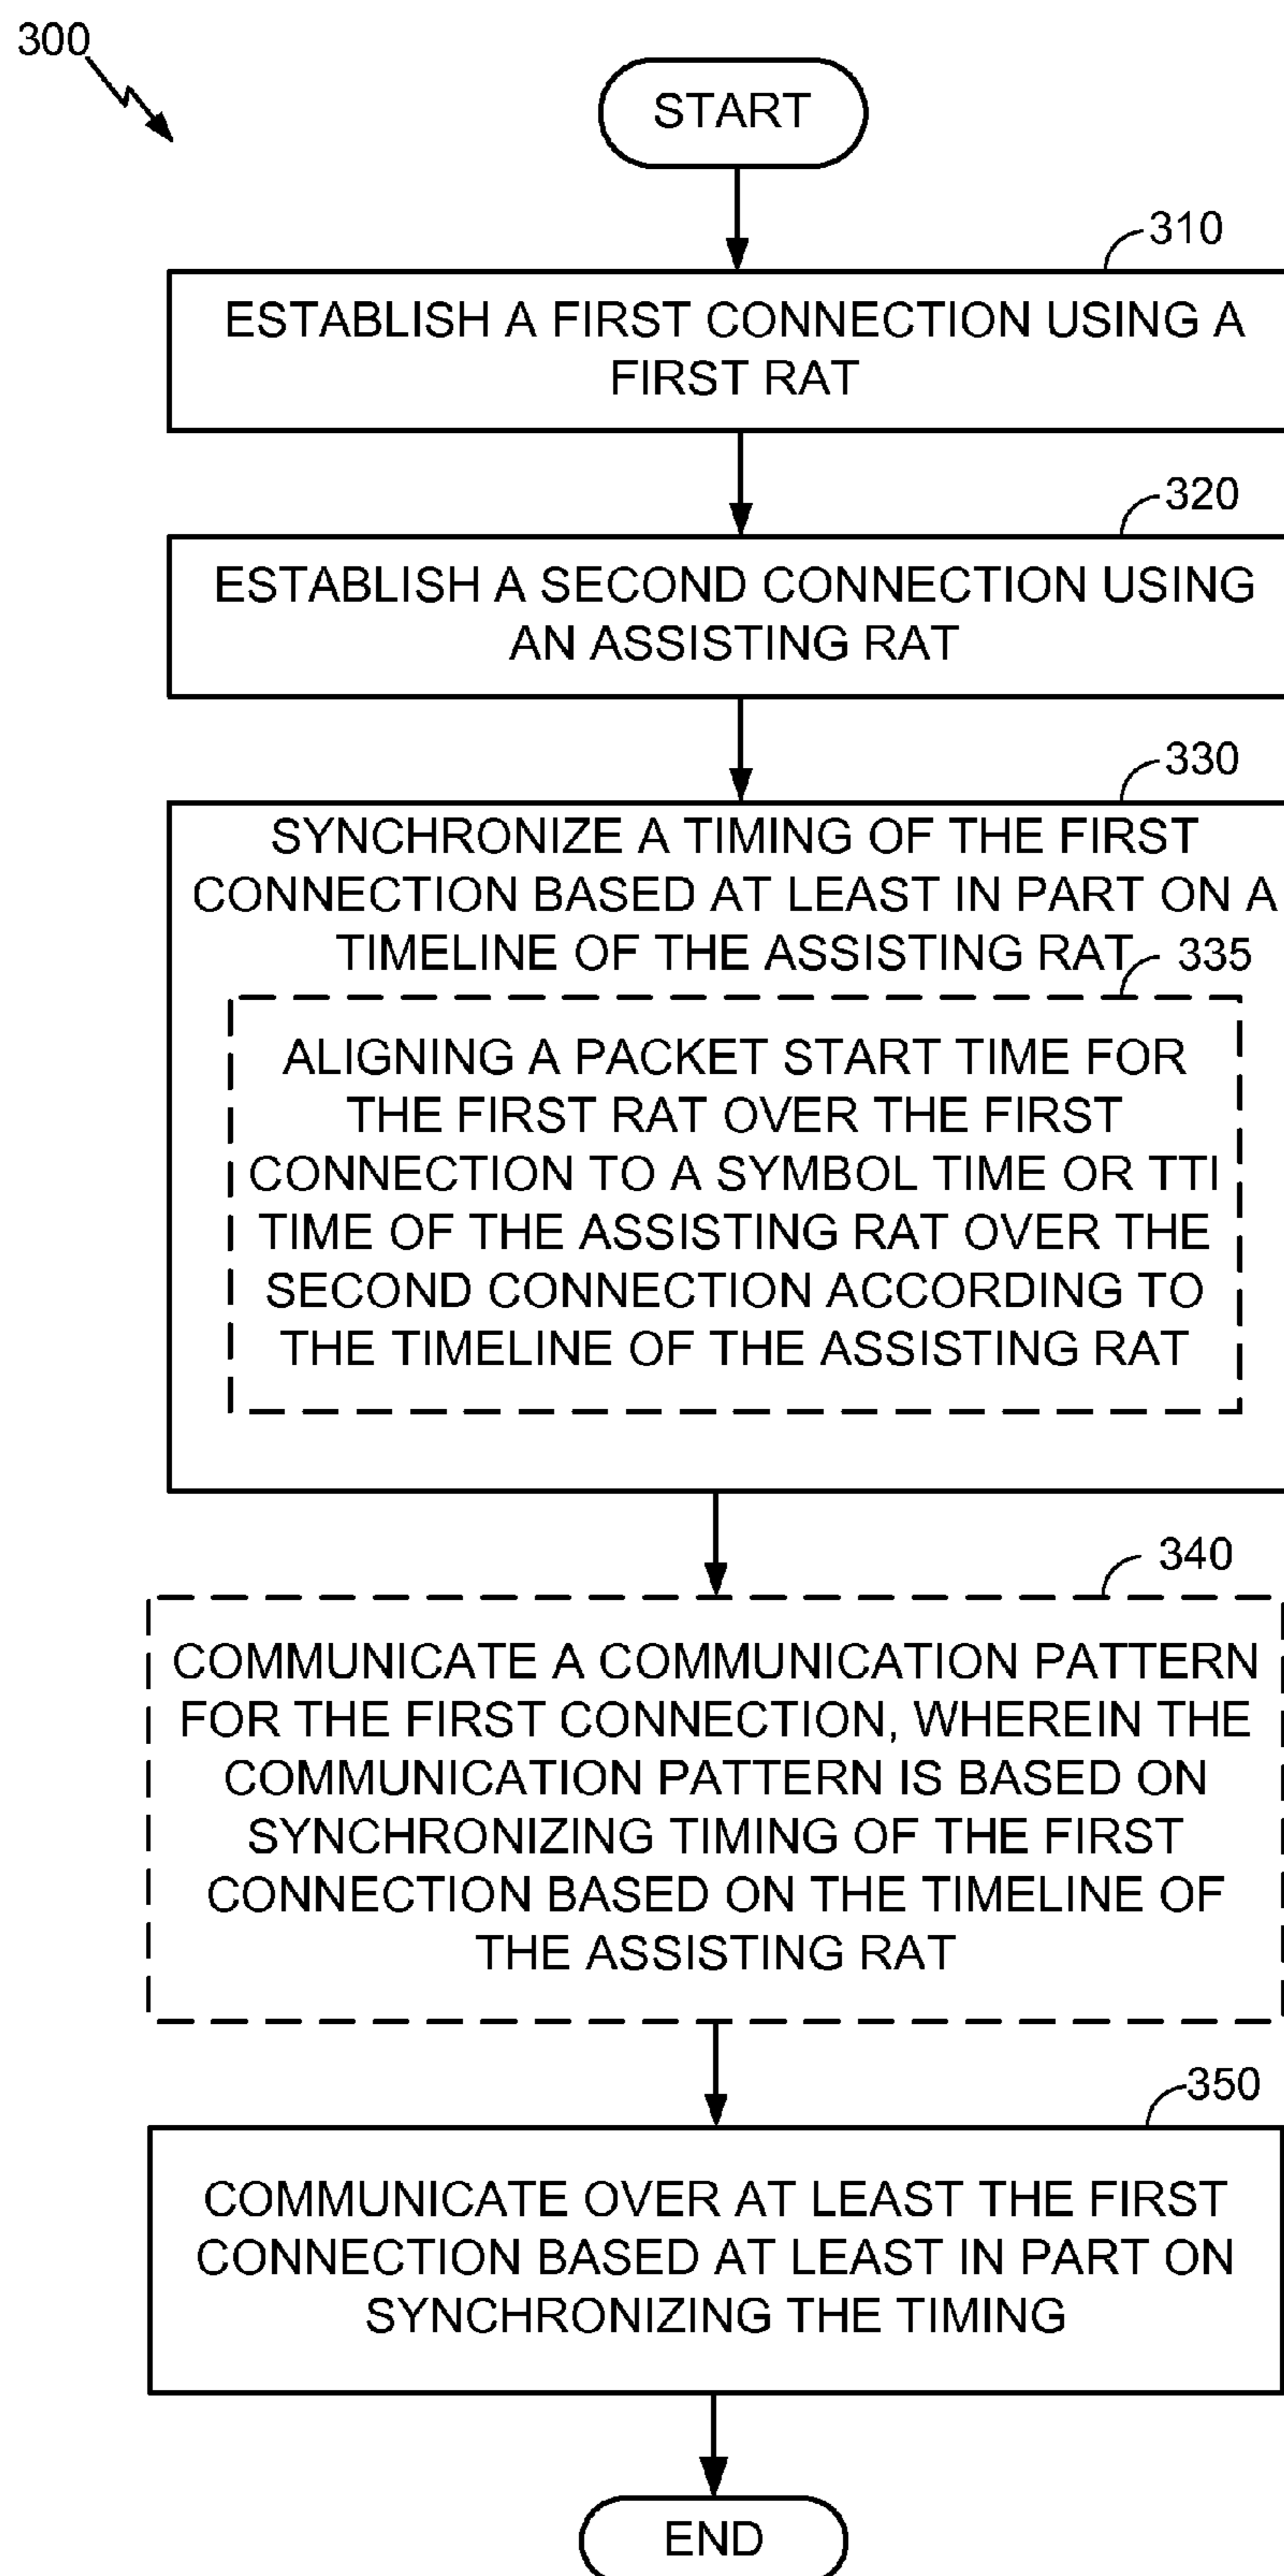 300
START
310
ESTABLISH A FIRST CONNECTION USING A
FIRST RAT
320
ESTABLISH A SECOND CONNECTION USING
AN ASSISTING RAT
330
SYNCHRONIZE A TIMING OF THE FIRST
CONNECTION BASED AT LEAST IN PART ON A
TIMELINE OF THE ASSISTING RAT
335
ALIGNING A PACKET START TIME FOR
THE FIRST RAT OVER THE FIRST
CONNECTION TO A SYMBOL TIME OR TTI
TIME OF THE ASSISTING RAT OVER THE
SECOND CONNECTION ACCORDING TO
THE TIMELINE OF THE ASSISTING RAT
340
COMMUNICATE A COMMUNICATION PATTERN
FOR THE FIRST CONNECTION, WHEREIN THE
COMMUNICATION PATTERN IS BASED ON
SYNCHRONIZING TIMING OF THE FIRST
CONNECTION BASED ON THE TIMELINE OF
THE ASSISTING RAT
350
COMMUNICATE OVER AT LEAST THE FIRST
CONNECTION BASED AT LEAST IN PART ON
SYNCHRONIZING THE TIMING
END